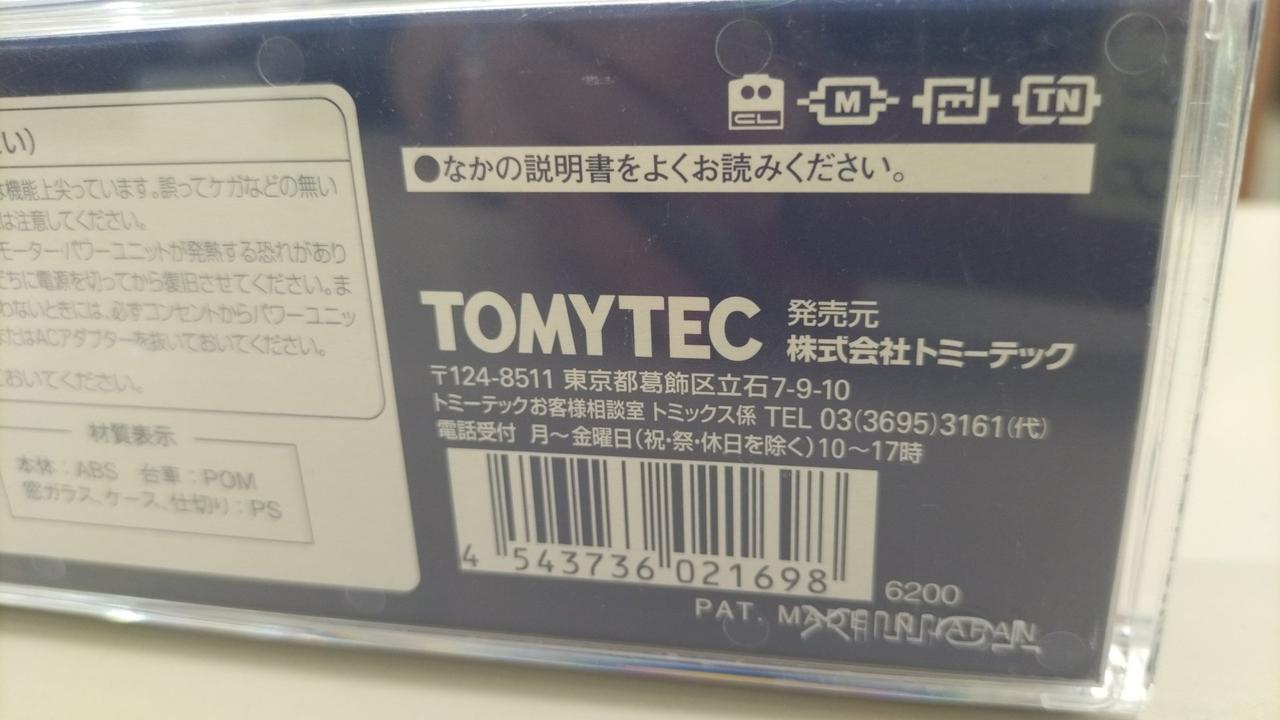 い)
機能上尖っています。誤ってケガなどの無い
は注意してください。
モーター・パワーユニットが発熱する恐れがあり
ちに電源を切ってから復旧させてください。ま
わないときには、必ずコンセントからパワーユニッ
たはACアダプターを抜いておいてください。
おいてください。
材質表示
本体：ABS 台車：POM
窓ガラス、ケース、仕切り：PS
CL M TN
●なかの説明書をよくお読みください。
TOMYTEC 発売元
株式会社トミーテック
〒124-8511 東京都葛飾区立石7-9-10
トミーテックお客様相談室 トミックス係 TEL 03(3695)3161(代)
電話受付 月～金曜日(祝・祭・休日を除く)10～17時
4 543736 021698
6200
PAT. MADE IN JAPAN